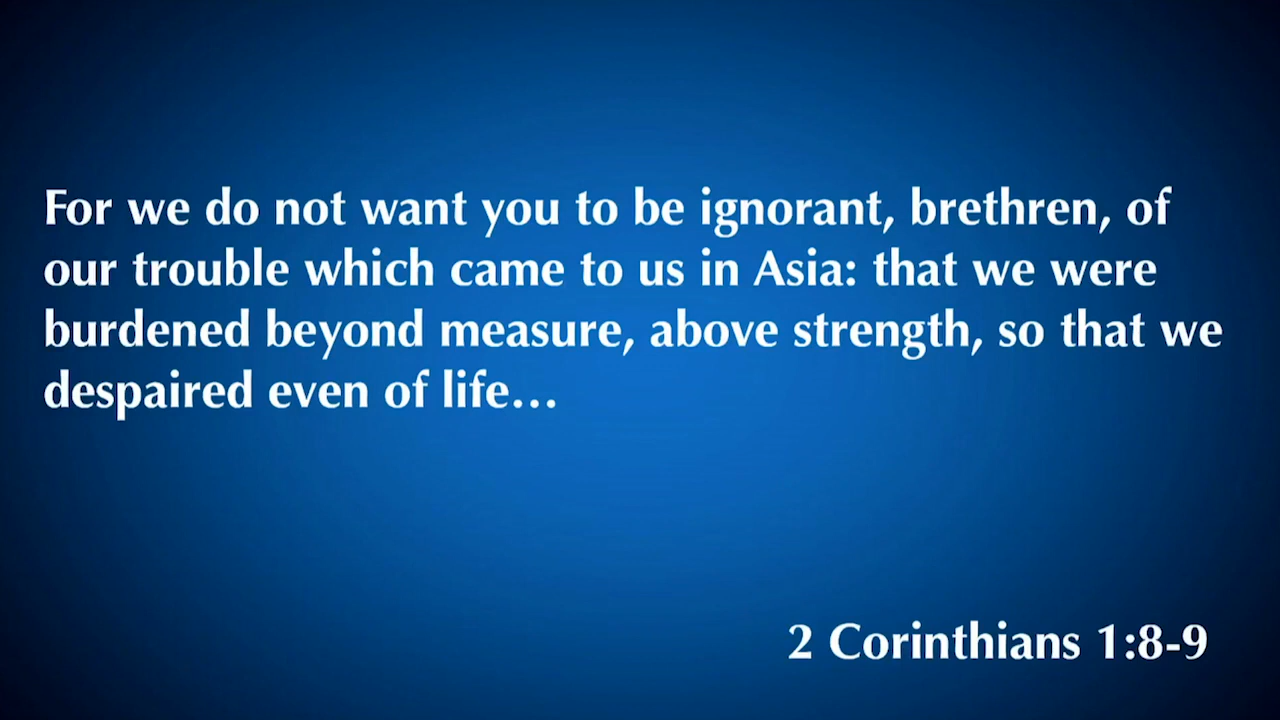 For we do not want you to be ignorant, brethren, of
our trouble which came to us in Asia: that we were
burdened beyond measure, above strength, so that we
despaired even of life…
2 Corinthians 1:8-9